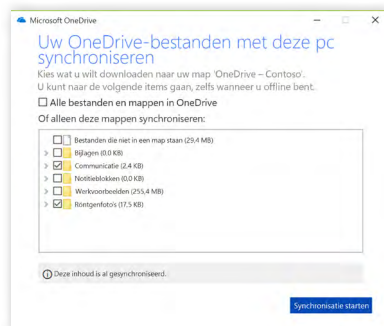 Microsoft OneDrive
Uw OneDrive-bestanden met deze pc
synchroniseren
Kies wat u wilt downloaden naar uw map 'OneDrive – Contoso'.
U kunt naar de volgende items gaan, zelfs wanneer u offline bent.
Alle bestanden en mappen in OneDrive
Of alleen deze mappen synchroniseren:
Bestanden die niet in een map staan (29,4 MB)
Bijlagen (0,0 KB)
Communicatie (2,4 KB)
Notitieblokken (0,0 KB)
Werkvoorbeelden (255,4 MB)
Röntgenfoto's (17,5 KB)
Deze inhoud is al gesynchroniseerd.
Synchronisatie starten